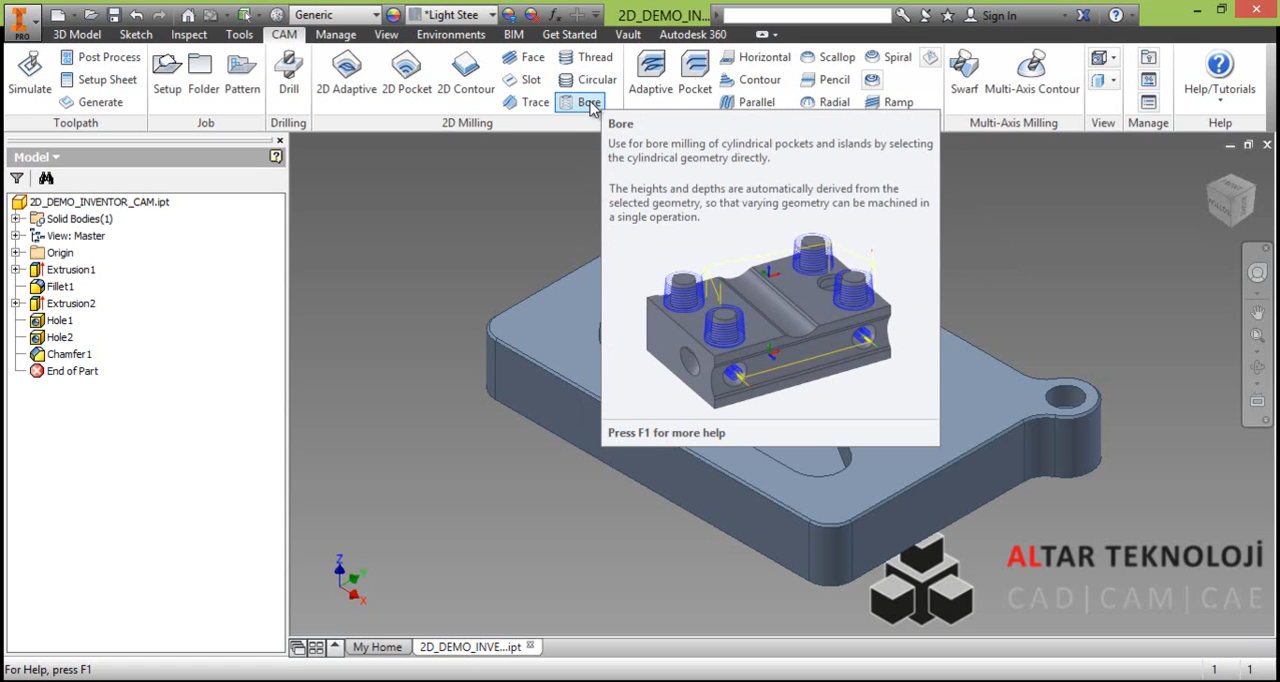 PRO
Generic
*Light Stee
2D_DEMO_IN...
Sign In
3D Model
Sketch
Inspect
Tools
CAM
Manage
View
Environments
BIM
Get Started
Vault
Autodesk 360
Simulate
Post Process
Setup Sheet
Generate
Toolpath
Setup
Folder
Pattern
Job
Drill
Drilling
2D Adaptive
2D Pocket
2D Contour
Face
Slot
Trace
Thread
Circular
Bore
2D Milling
Adaptive
Pocket
Horizontal
Contour
Parallel
Scallop
Pencil
Radial
Spiral
Ramp
Swarf
Multi-Axis Contour
Multi-Axis Milling
View
Manage
Help/Tutorials
Help
Model
2D_DEMO_INVENTOR_CAM.ipt
Solid Bodies(1)
View: Master
Origin
Extrusion1
Fillet1
Extrusion2
Hole1
Hole2
Chamfer1
End of Part
Bore
Use for bore milling of cylindrical pockets and islands by selecting
the cylindrical geometry directly.
The heights and depths are automatically derived from the
selected geometry, so that varying geometry can be machined in
a single operation.
Press F1 for more help
Z
Y
X
ALTAR TEKNOLOJİ
CAD|CAM|CAE
My Home
2D_DEMO_INVE...ipt
For Help, press F1
1
1